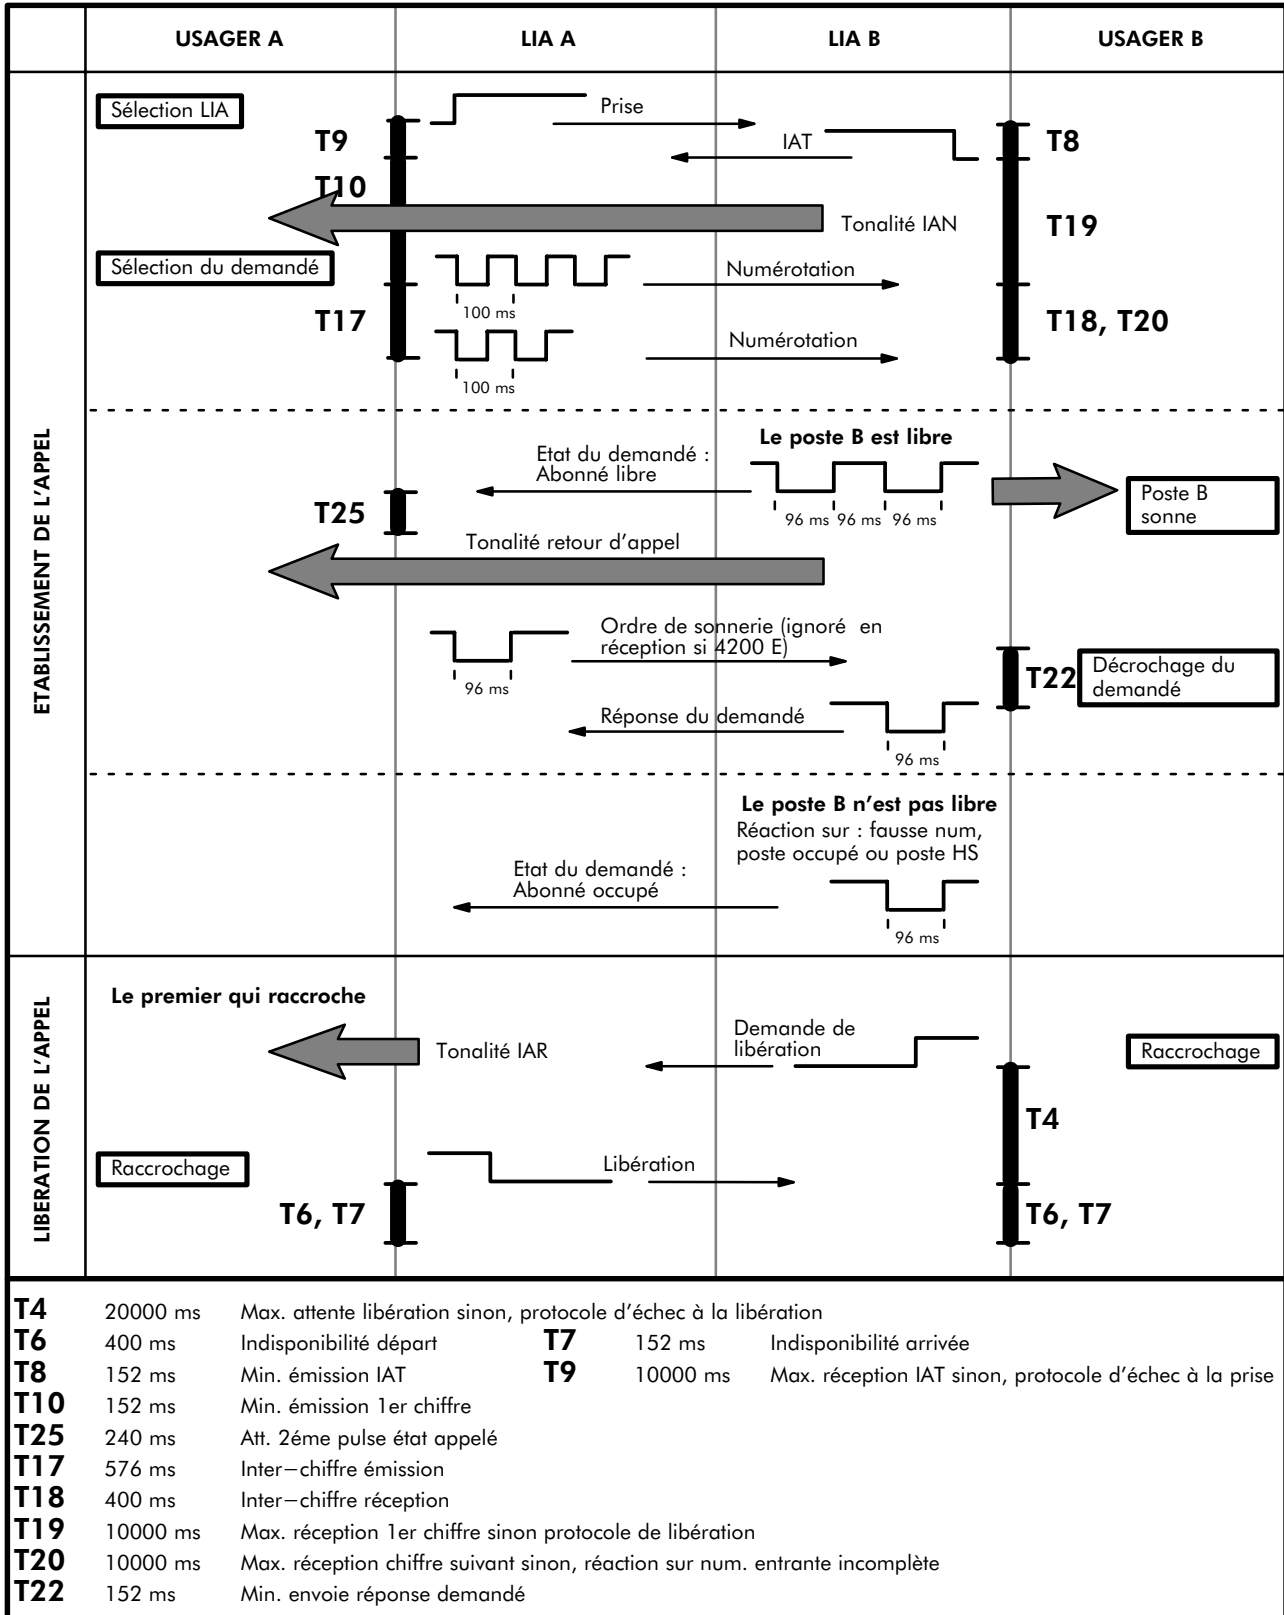 USAGER A LIA A LIA B USAGER B
ETABLISSEMENT DE L'APPEL
Sélection LIA
Prise
T9
IAT
T8
T10
Tonalité IAN
T19
Sélection du demandé
Numérotation
100 ms
T17
T18, T20
Numérotation
100 ms
Le poste B est libre
Etat du demandé :
Abonné libre
96 ms 96 ms 96 ms
Poste B
sonne
T25
Tonalité retour d'appel
Ordre de sonnerie (ignoré en
réception si 4200 E)
96 ms
T22
Décrochage du
demandé
Réponse du demandé
96 ms
Le poste B n'est pas libre
Réaction sur : fausse num,
poste occupé ou poste HS
Etat du demandé :
Abonné occupé
96 ms
LIBERATION DE L'APPEL
Le premier qui raccroche
Tonalité IAR
Demande de
libération
Raccrochage
T4
Raccrochage
Libération
T6, T7
T6, T7
T4 20000 ms Max. attente libération sinon, protocole d'échec à la libération
T6 400 ms Indisponibilité départ T7 152 ms Indisponibilité arrivée
T8 152 ms Min. émission IAT T9 10000 ms Max. réception IAT sinon, protocole d'échec à la prise
T10 152 ms Min. émission 1er chiffre
T25 240 ms Att. 2éme pulse état appelé
T17 576 ms Inter–chiffre émission
T18 400 ms Inter–chiffre réception
T19 10000 ms Max. réception 1er chiffre sinon protocole de libération
T20 10000 ms Max. réception chiffre suivant sinon, réaction sur num. entrante incomplète
T22 152 ms Min. envoie réponse demandé